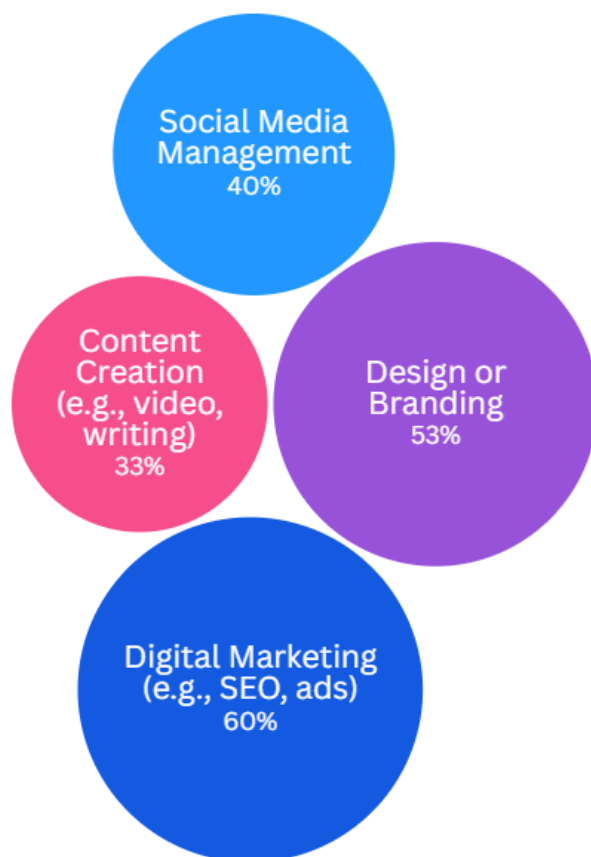 Social Media
Management
40%
Content
Creation
(e.g., video,
writing)
33%
Design or
Branding
53%
Digital Marketing
(e.g., SEO, ads)
60%